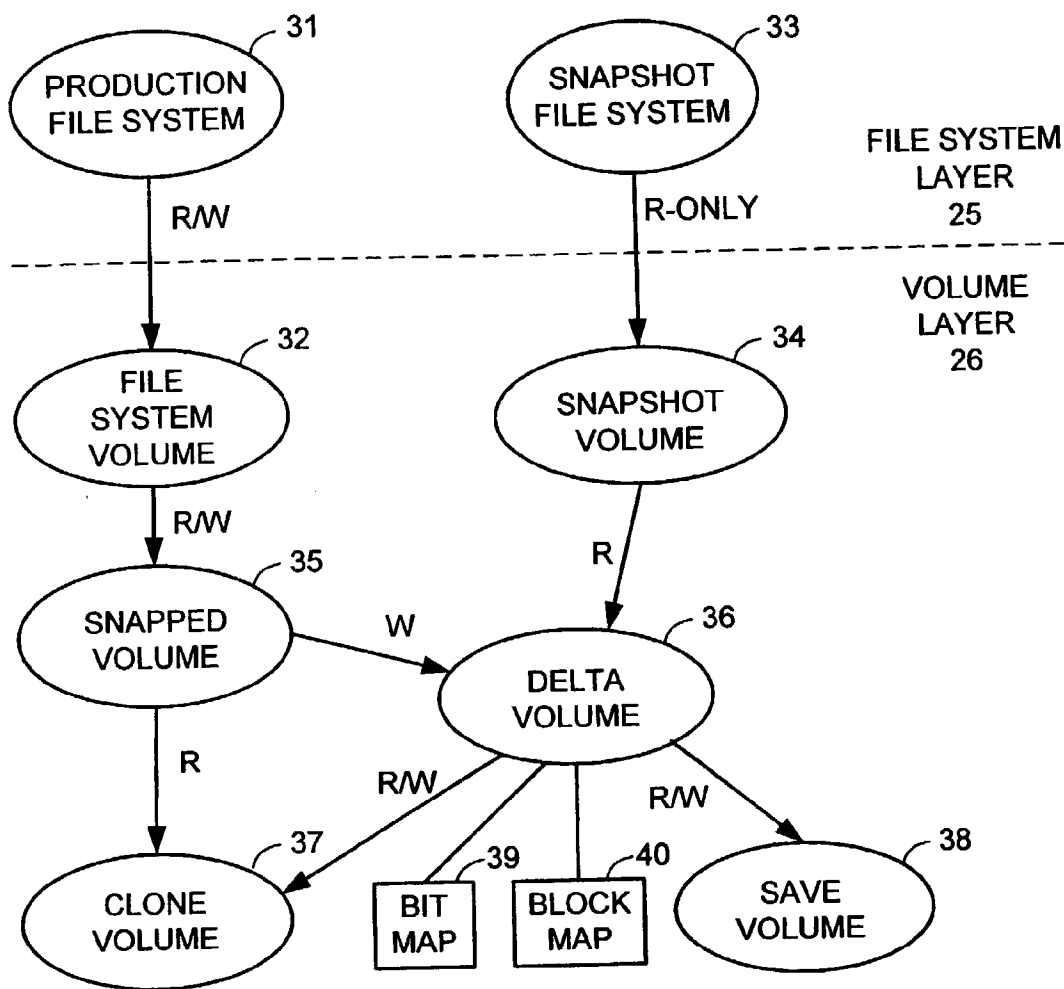 31
PRODUCTION
FILE SYSTEM
33
SNAPSHOT
FILE SYSTEM
FILE SYSTEM
LAYER
25
R/W
R-ONLY
VOLUME
LAYER
26
32
FILE
SYSTEM
VOLUME
34
SNAPSHOT
VOLUME
R/W
R
35
SNAPPED
VOLUME
W
36
DELTA
VOLUME
R
R/W
R/W
37
CLONE
VOLUME
39
BIT
MAP
40
BLOCK
MAP
38
SAVE
VOLUME